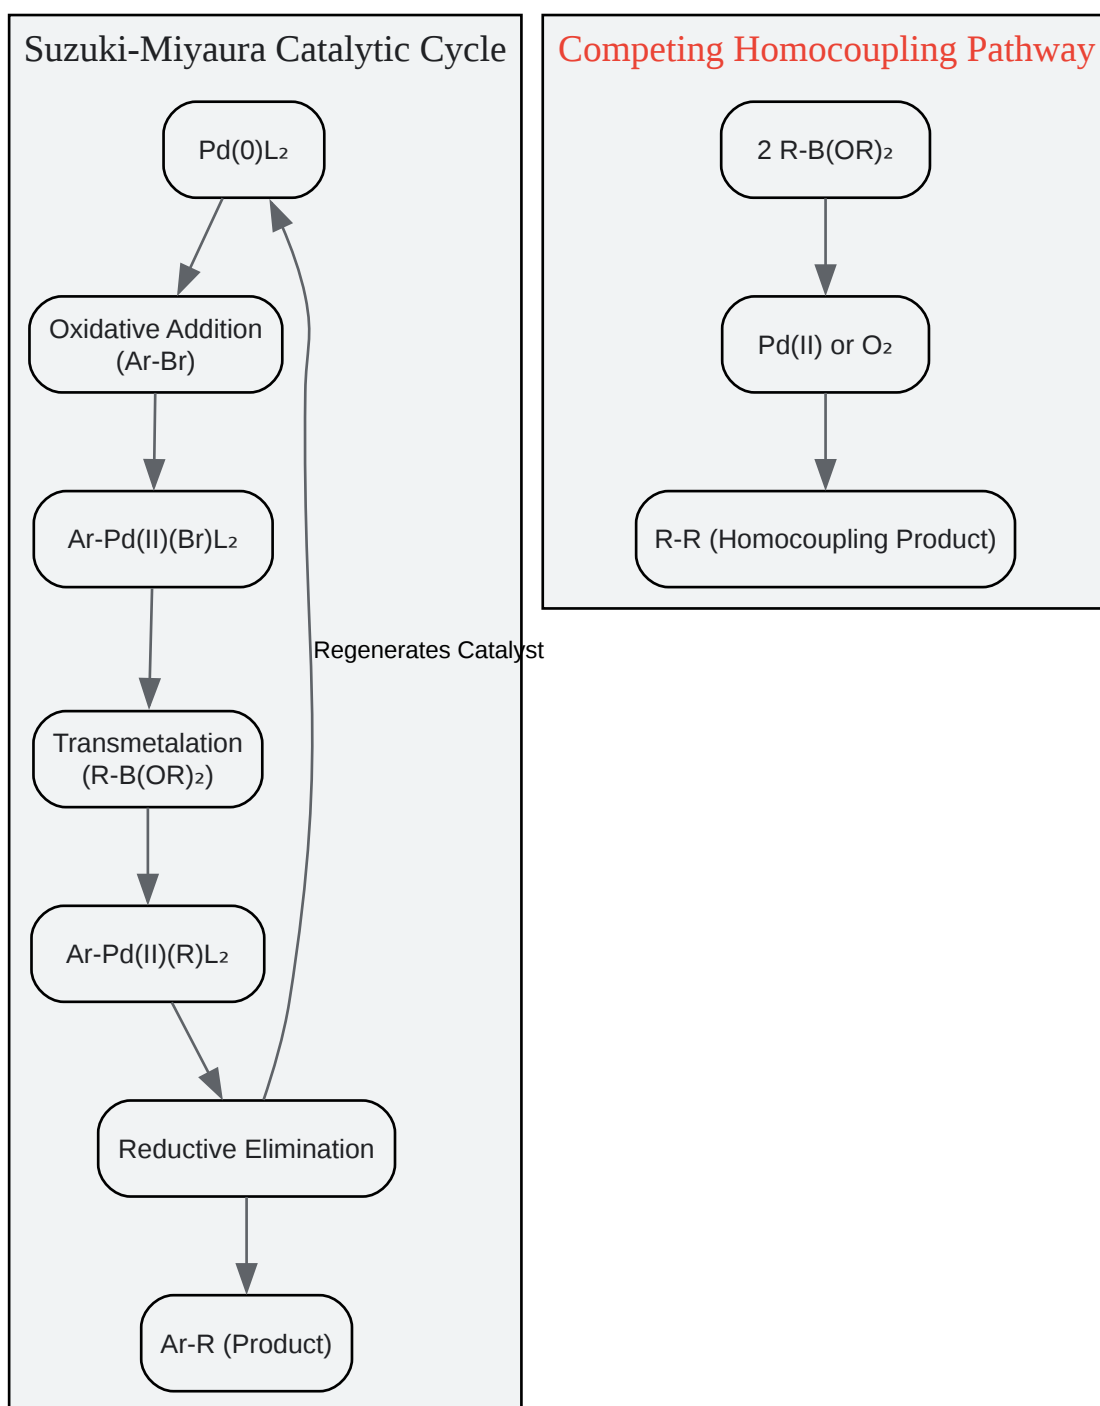 Suzuki-Miyaura Catalytic Cycle
Pd(0)L₂
Oxidative Addition
(Ar-Br)
Ar-Pd(II)(Br)L₂
Regenerates Catalyst
Transmetalation
(R-B(OR)₂)
Ar-Pd(II)(R)L₂
Reductive Elimination
Ar-R (Product)
Competing Homocoupling Pathway
2 R-B(OR)₂
Pd(II) or O₂
R-R (Homocoupling Product)